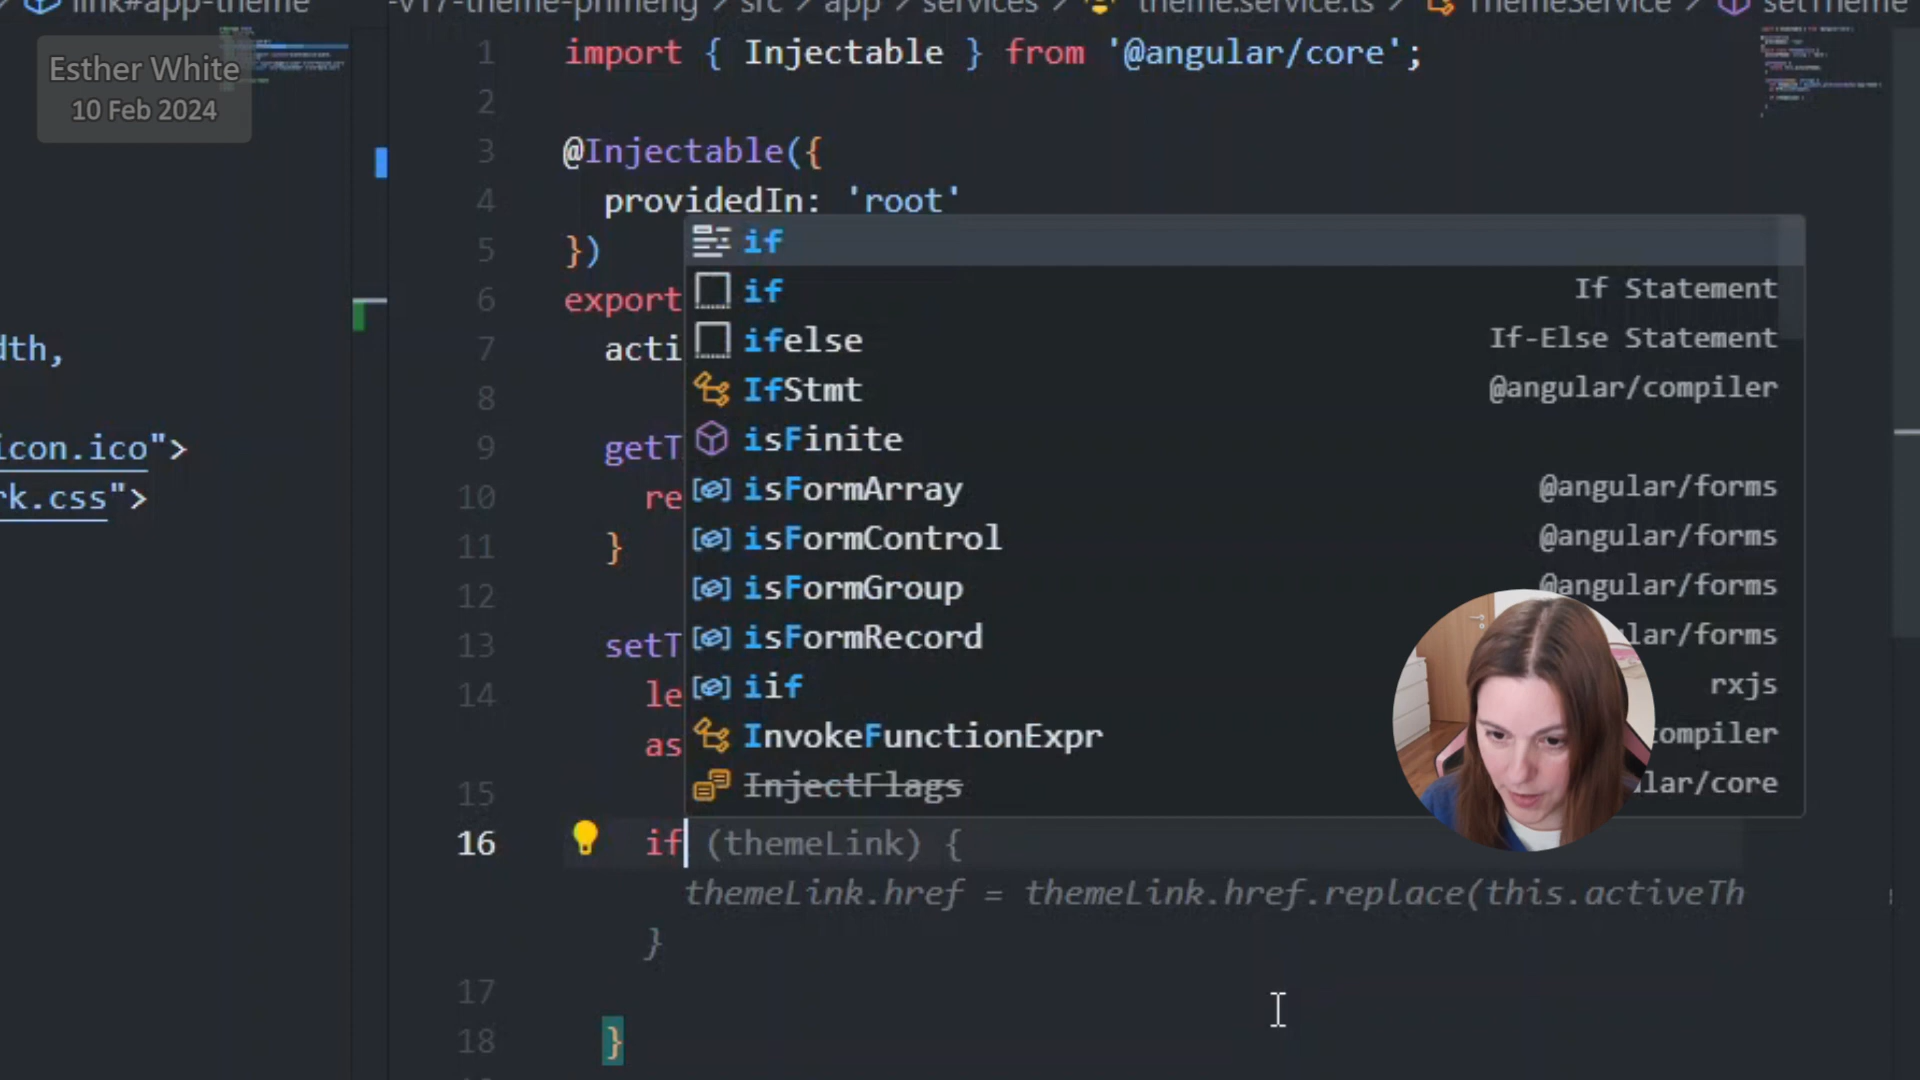 link#app-theme
-v17-theme-primeng > src > app > services > theme.service.ts > ThemeService > setTheme
Esther White
10 Feb 2024
dth,
icon.ico">
rk.css">
1 import { Injectable } from '@angular/core';
2
3 @Injectable({
4 providedIn: 'root'
5 })
6 export
7 acti
8
9 getT
10 re
11 }
12
13 setT
14 le
as
15
16 if (themeLink) {
themeLink.href = themeLink.href.replace(this.activeTh
}
17
18 }
if
if If Statement
ifelse If-Else Statement
IfStmt @angular/compiler
isFinite
isFormArray @angular/forms
isFormControl @angular/forms
isFormGroup @angular/forms
isFormRecord lar/forms
iif rxjs
InvokeFunctionExpr compiler
InjectFlags lar/core